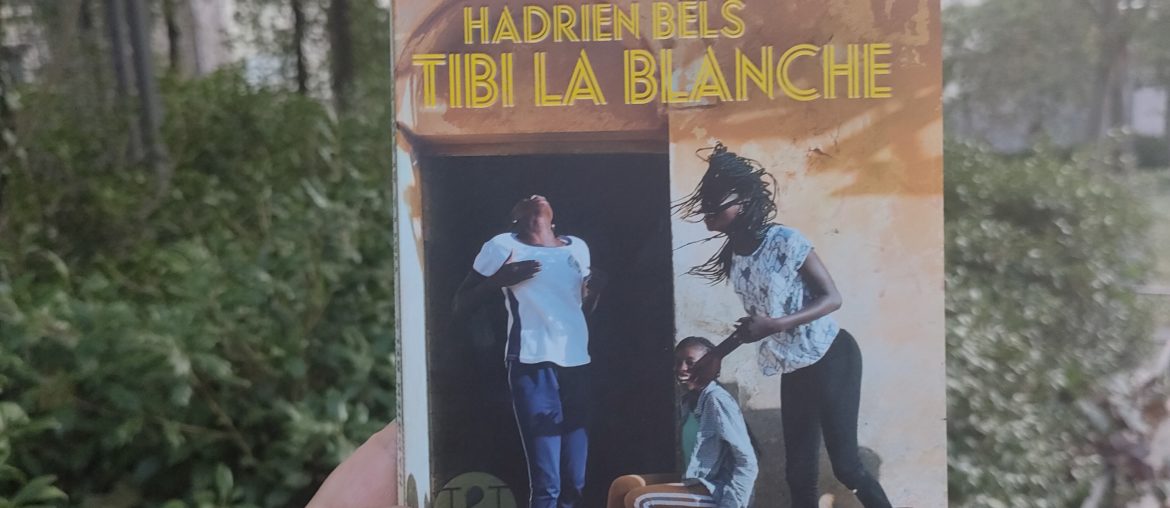 HADRIEN BELS
TIBI LA BLANCHE